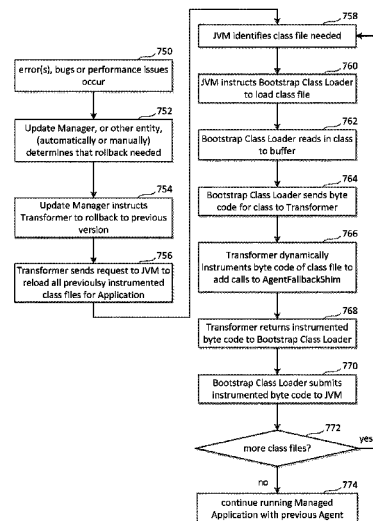 750
error(s), bugs or performance issues
occur
752
Update Manager, or other entity,
(automatically or manually)
determines that rollback needed
754
Update Manager instructs
Transformer to rollback to previous
version
756
Transformer sends request to JVM to
reload all previoulsy instrumented
class files for Application
758
JVM identifies class file needed
760
JVM instructs Bootstrap Class Loader
to load class file
762
Bootstrap Class Loader reads in class
to buffer
764
Bootstrap Class Loader sends byte
code for class to Transformer
766
Transformer dynamically
instruments byte code of class file to
add calls to AgentFallbackShim
768
Transformer returns instrumented
byte code to Bootstrap Class Loader
770
Bootstrap Class Loader submits
instrumented byte code to JVM
772
more class files?
yes
no
774
continue running Managed
Application with previous Agent